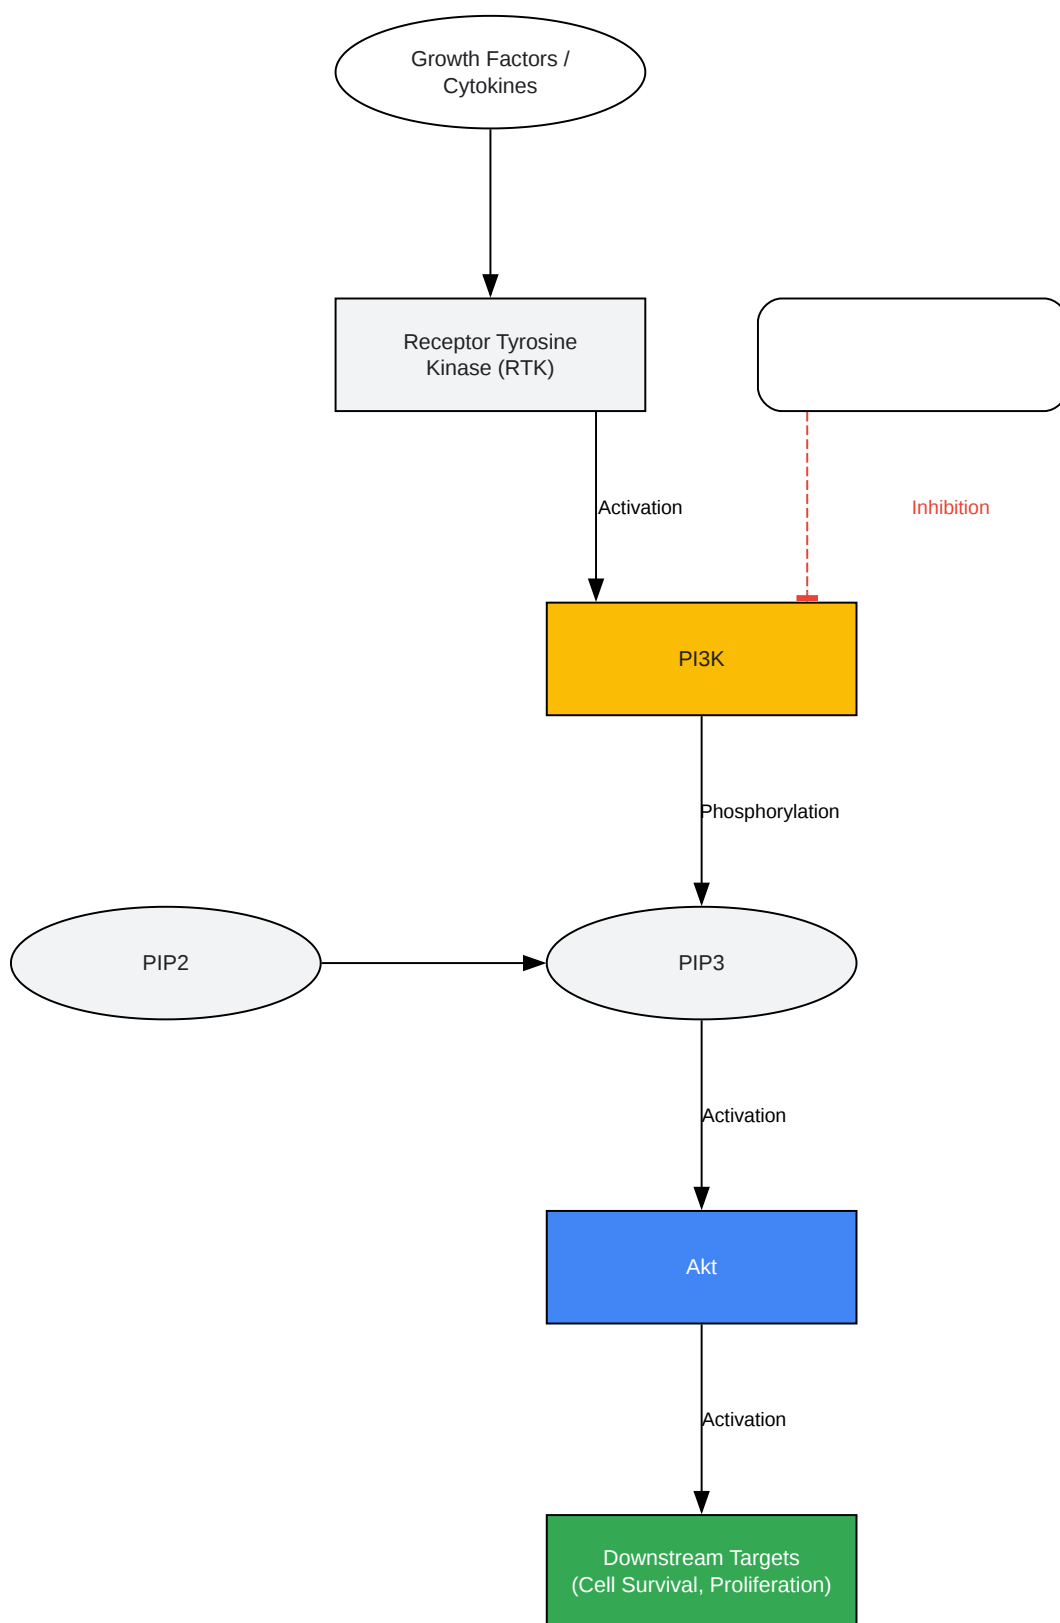 Growth Factors /
Cytokines
Receptor Tyrosine
Kinase (RTK)
Activation
Inhibition
PI3K
Phosphorylation
PIP2
PIP3
Activation
Akt
Activation
Downstream Targets
(Cell Survival, Proliferation)